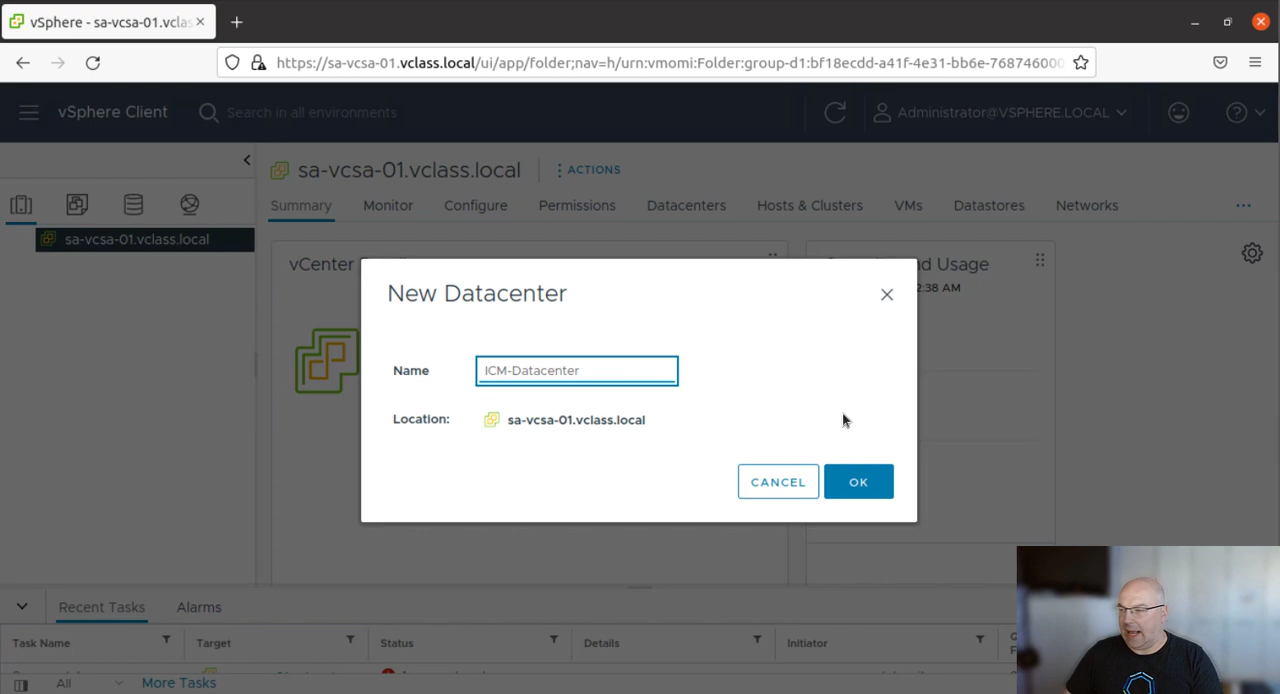 vSphere - sa-vcsa-01.vclas
https://sa-vcsa-01.vclass.local/ui/app/folder;nav=h/urn:vmomi:Folder:group-d1:bf18ecdd-a41f-4e31-bb6e-768746000
vSphere Client
Search in all environments
Administrator@VSPHERE.LOCAL
sa-vcsa-01.vclass.local
ACTIONS
Summary Monitor Configure Permissions Datacenters Hosts & Clusters VMs Datastores Networks
sa-vcsa-01.vclass.local
vCenter
d Usage
2:38 AM
New Datacenter
Name ICM-Datacenter
Location: sa-vcsa-01.vclass.local
CANCEL OK
Recent Tasks Alarms
Task Name Target Status Details Initiator
All More Tasks